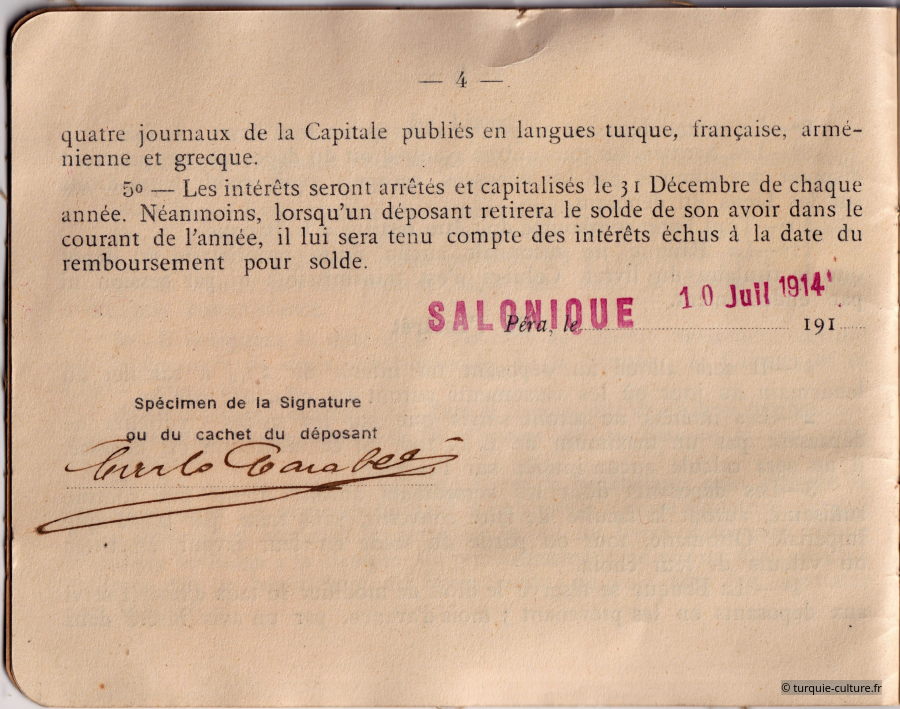 — 4 —
quatre journaux de la Capitale publiés en langues turque, française, armé-
nienne et grecque.
5º — Les intérêts seront arrêtés et capitalisés le 31 Décembre de chaque
année. Néanmoins, lorsqu'un déposant retirera le solde de son avoir dans le
courant de l'année, il lui sera tenu compte des intérêts échus à la date du
remboursement pour solde.
SALONIQUE 10 Juil 1914
Péra, le 191
Spécimen de la Signature
ou du cachet du déposant
© turquie-culture.fr